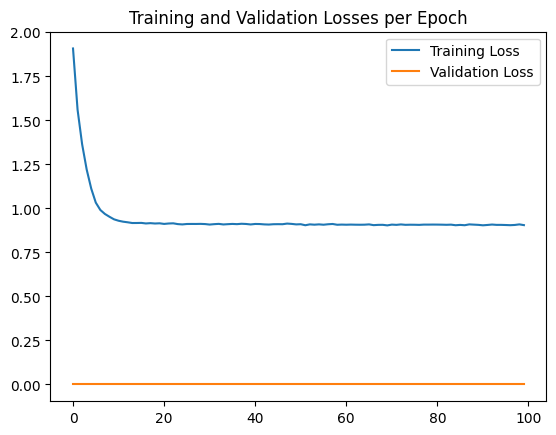 Training and Validation Losses per Epoch
2.00
1.75
1.50
1.25
1.00
0.75
0.50
0.25
0.00
Training Loss
Validation Loss
0 20 40 60 80 100